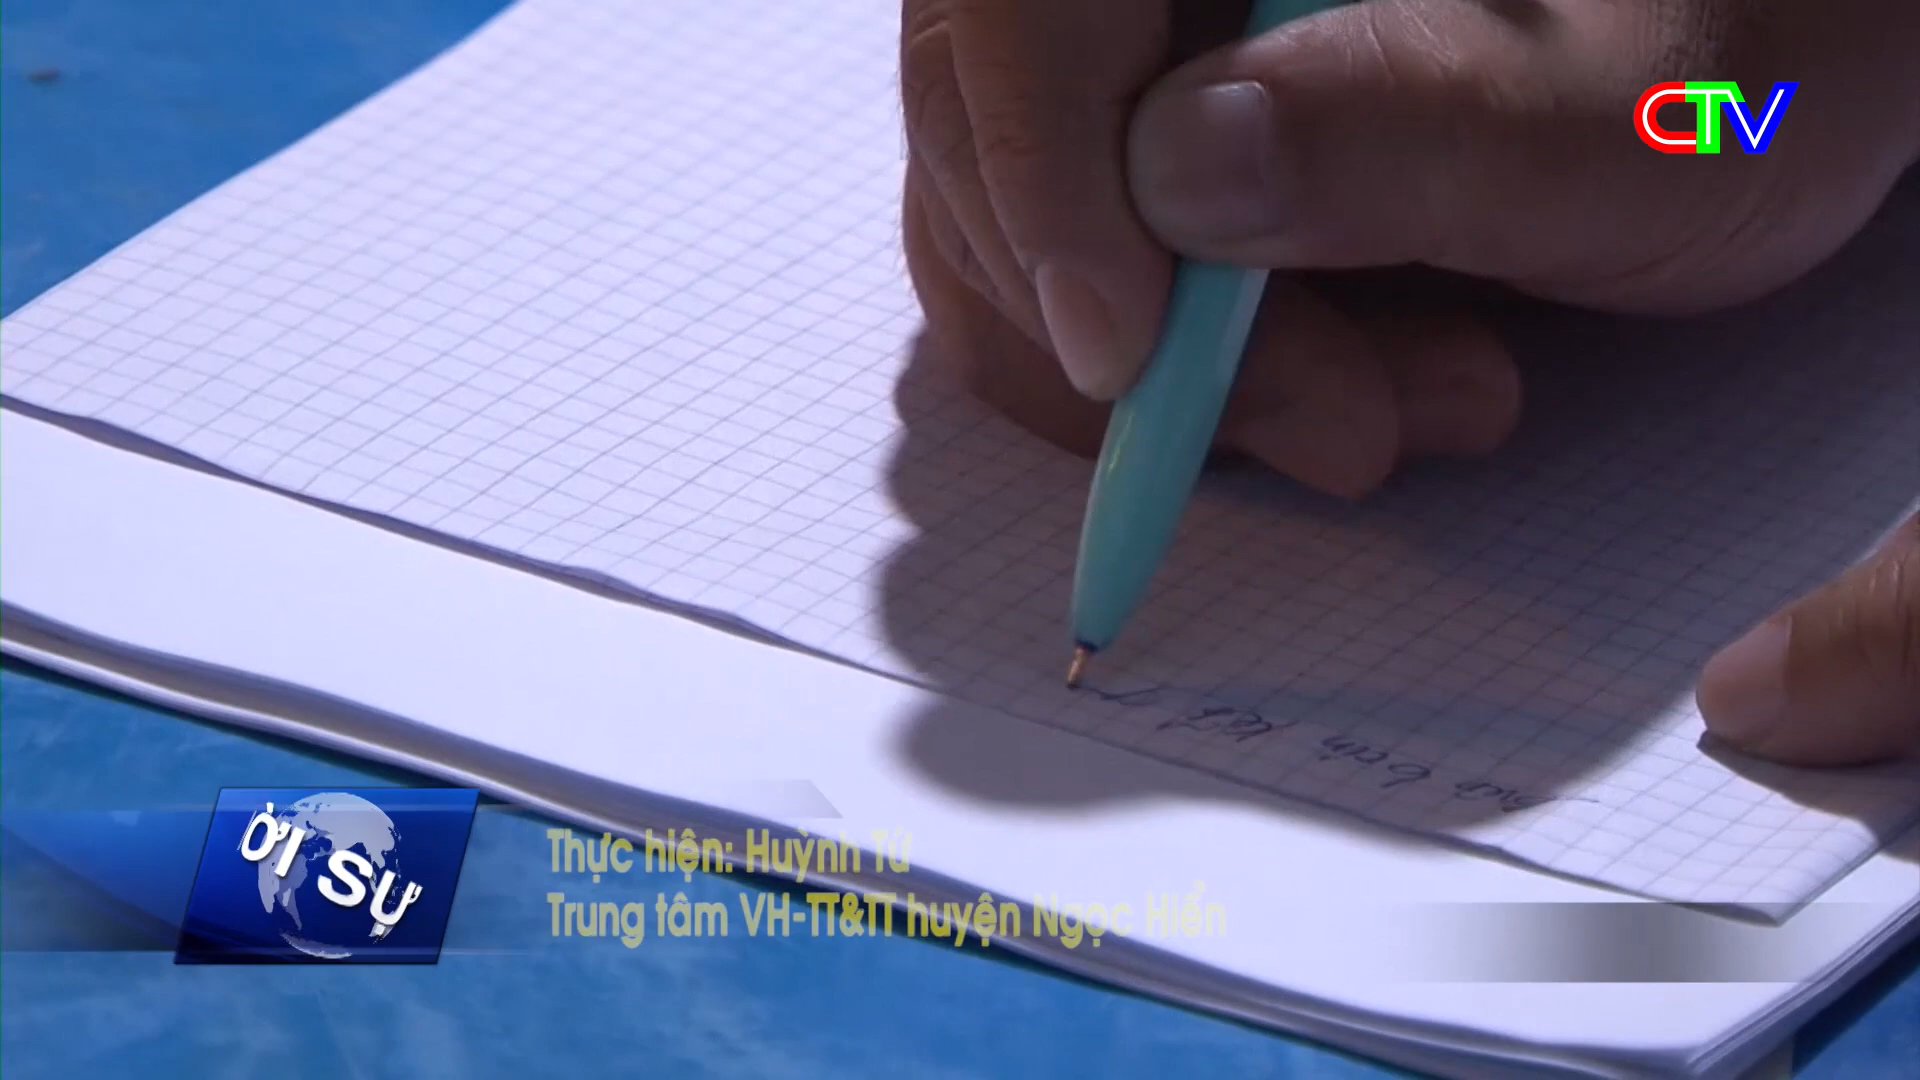 CTV
ỜI SỰ
Thực hiện: Huỳnh Tứ
Trung tâm VH-TT&TT huyện Ngọc Hiển